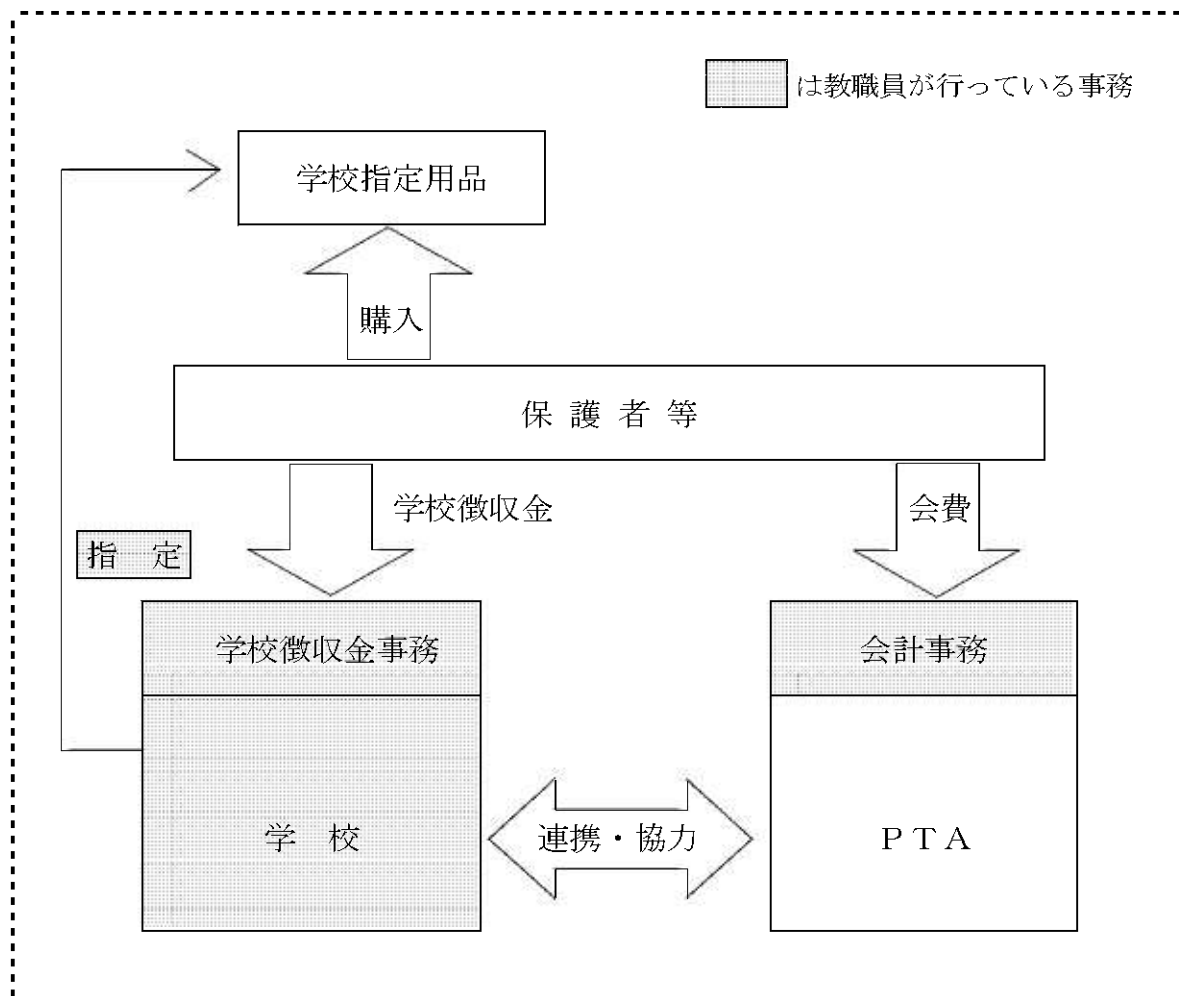 は教職員が行っている事務
学校指定用品
購入
保護者等
学校徴収金
会費
指 定
学校徴収金事務
会計事務
学 校
連携・協力
ＰＴＡ